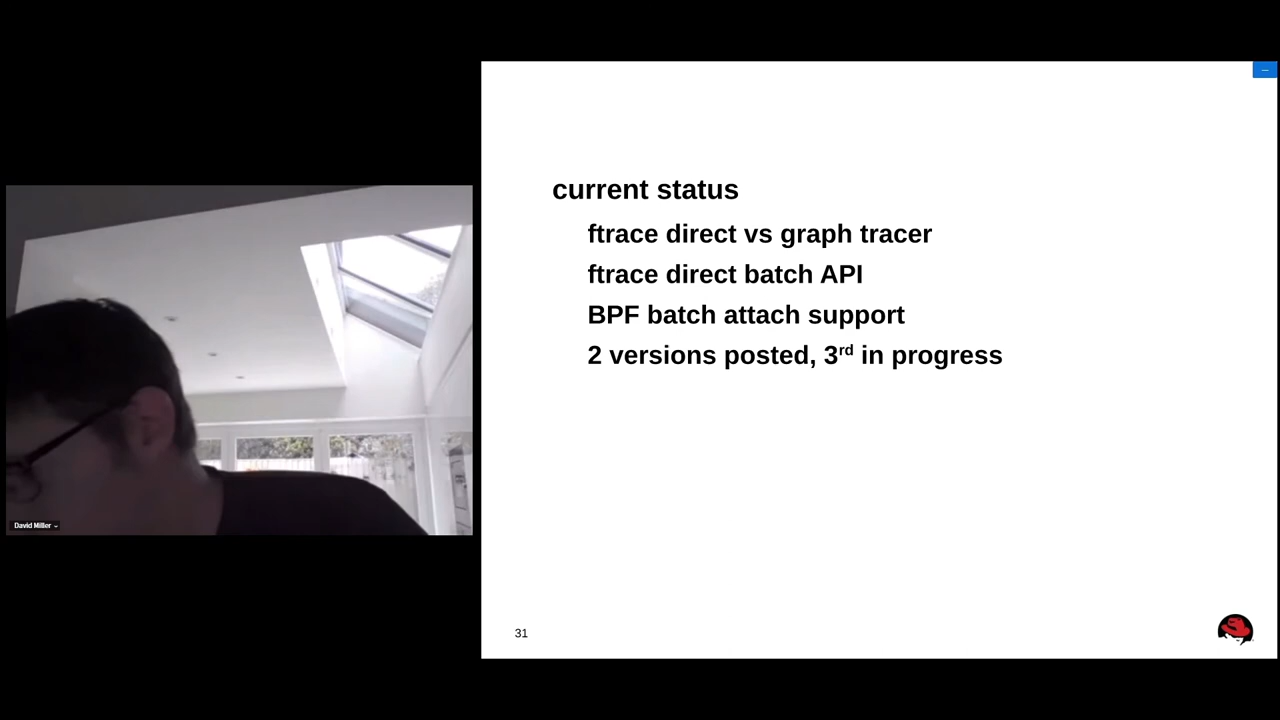 current status
ftrace direct vs graph tracer
ftrace direct batch API
BPF batch attach support
2 versions posted, 3rd in progress
David Miller
31